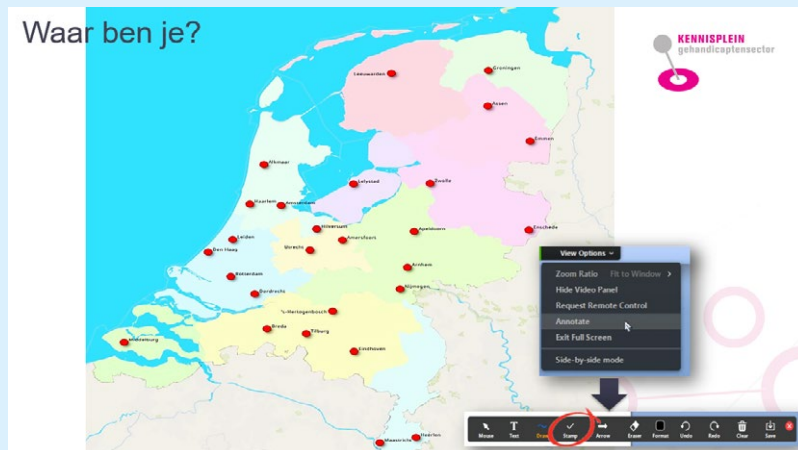 Waar ben je?
KENNISPLEIN
gehandicaptensector
Groningen
Leeuwarden
Assen
Emmen
Alkmaar
Lelystad
Zwolle
Haarlem
Amsterdam
Hilversum
Apeldoorn
Enschede
Leiden
Amersfoort
Utrecht
Den Haag
Arnhem
Rotterdam
Nijmegen
Dordrecht
's-Hertogenbosch
Breda
Tilburg
Middelburg
Eindhoven
Heerlen
Maastricht
View Options
Zoom Ratio Fit to Window >
Hide Video Panel
Request Remote Control
Annotate
Exit Full Screen
Side-by-side mode
Mouse Text Draw Stamp Arrow Eraser Format Undo Redo Clear Save